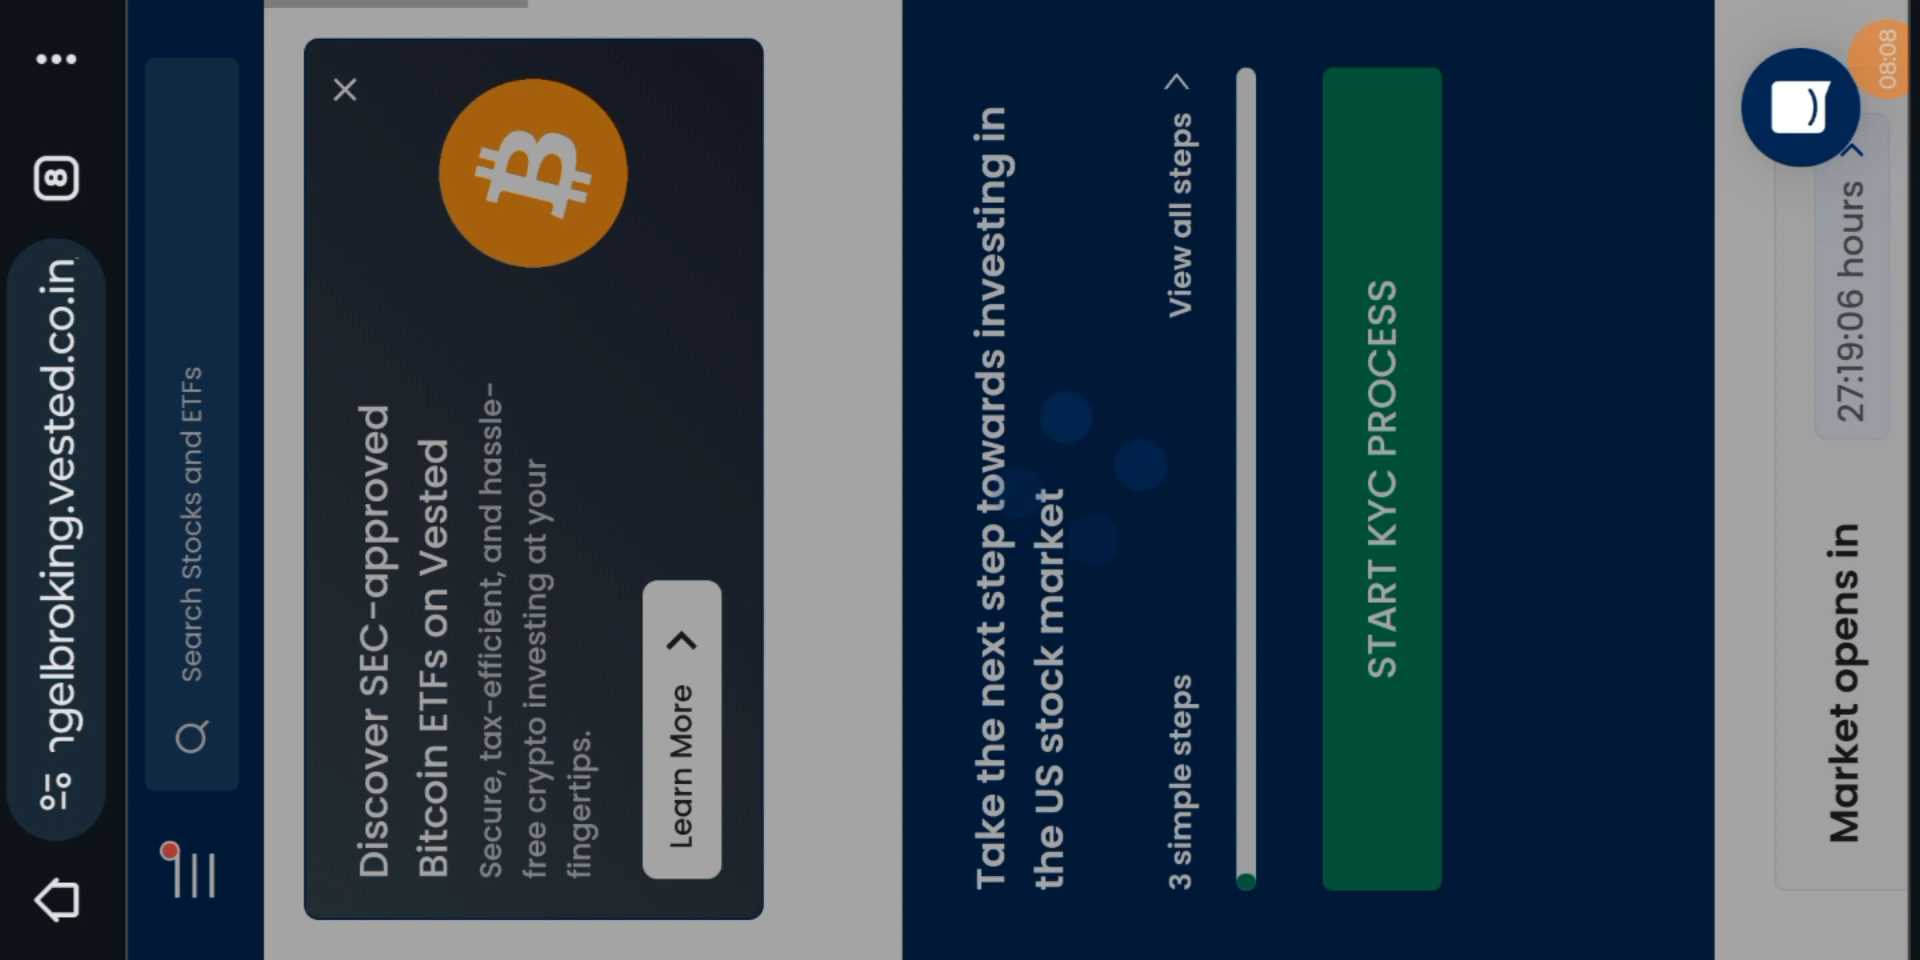 ngelbroking.vested.co.in
8
Search Stocks and ETFs
Discover SEC-approved
Bitcoin ETFs on Vested
Secure, tax-efficient, and hassle-
free crypto investing at your
fingertips.
Learn More
Take the next step towards investing in
the US stock market
3 simple steps
View all steps
START KYC PROCESS
Market opens in
27:19:06 hours
08:08